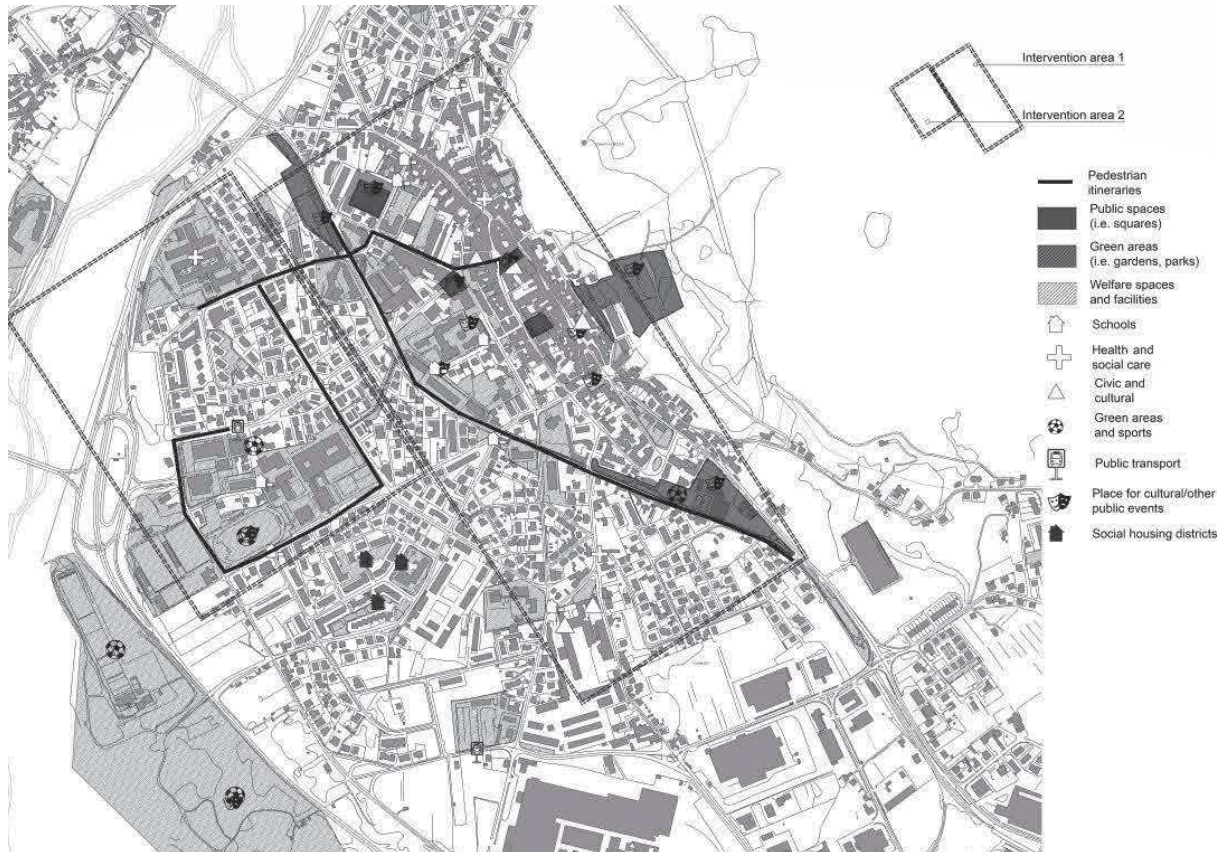 Intervention area 1
Intervention area 2
Pedestrian
itineraries
Public spaces
(i.e. squares)
Green areas
(i.e. gardens, parks)
Welfare spaces
and facilities
Schools
Health and
social care
Civic and
cultural
Green areas
and sports
Public transport
Place for cultural/other
public events
Social housing districts